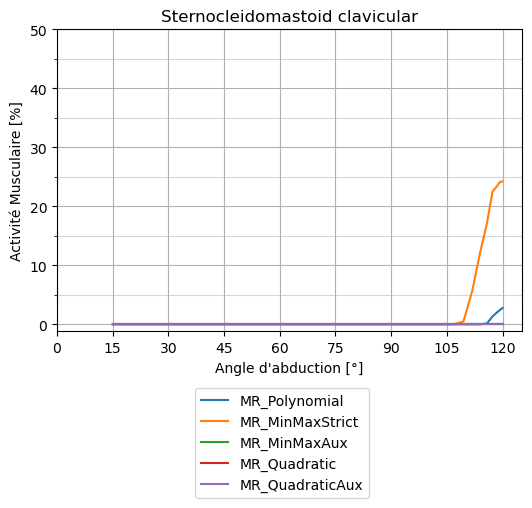 Sternocleidomastoid clavicular
50
40
30
20
10
0
Activité Musculaire [%]
0 15 30 45 60 75 90 105 120
Angle d'abduction [°]
MR_Polynomial
MR_MinMaxStrict
MR_MinMaxAux
MR_Quadratic
MR_QuadraticAux